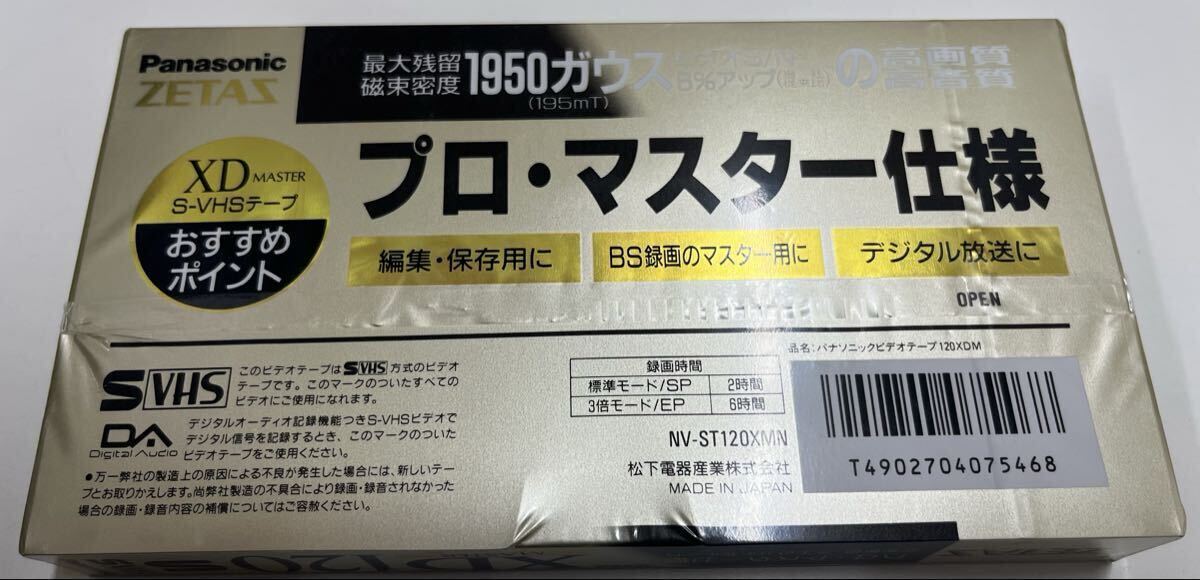 Panasonic
ZETAS
最大残留
磁束密度
1950ガウス
(195mT)
%アップ
の
高画質
高音質
XD MASTER
S-VHSテープ
おすすめ
ポイント
プロ・マスター仕様
編集・保存用に
BS録画のマスター用に
デジタル放送に
OPEN
S VHS
このビデオテープはSVHS方式のビデオ
テープです。このマークのついたすべての
ビデオにご使用になれます。
DA
Digital Audio
デジタルオーディオ記録機能つきS-VHSビデオで
デジタル信号を記録するとき、このマークのついた
ビデオテープをご使用ください。
●万一弊社の製造上の原因による不良が発生した場合には、新しいテー
プとお取りかえします。尚弊社製造の不具合により録画・録音されなかった
場合の録画・録音内容の補償についてはご容赦ください。
録画時間
標準モード/SP 2時間
3倍モード/EP 6時間
NV-ST120XMN
松下電器産業株式会社
MADE IN JAPAN
品名:パナソニックビデオテープ120XDM
T4902704075468